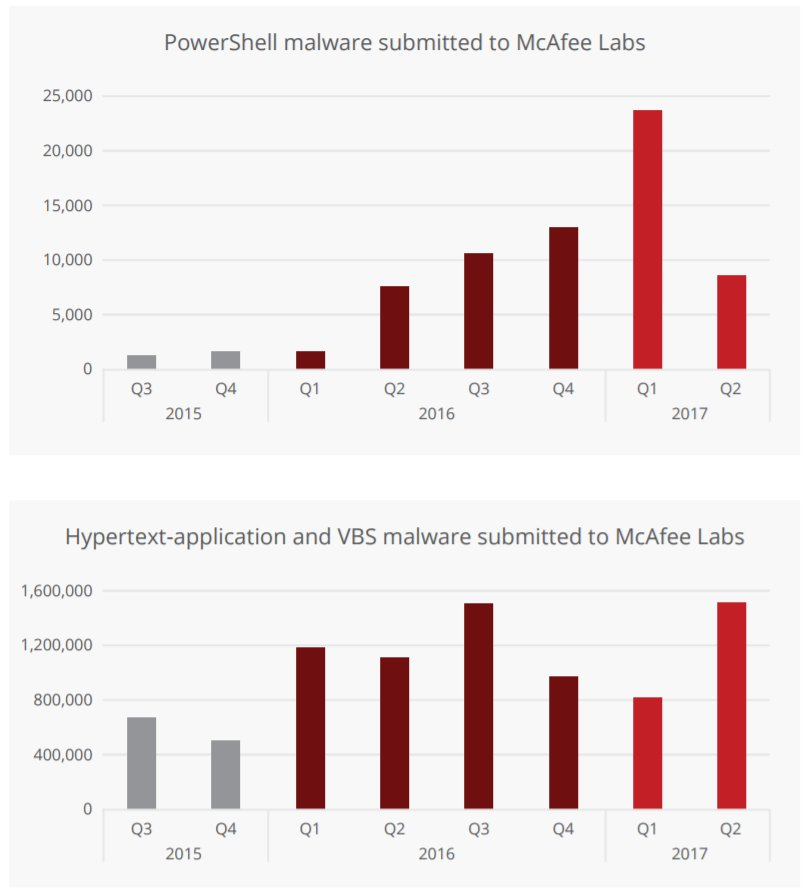 PowerShell malware submitted to McAfee Labs
25,000
20,000
15,000
10,000
5,000
0
Q3 Q4 Q1 Q2 Q3 Q4 Q1 Q2
2015 2016 2017
Hypertext-application and VBS malware submitted to McAfee Labs
1,600,000
1,200,000
800,000
400,000
0
Q3 Q4 Q1 Q2 Q3 Q4 Q1 Q2
2015 2016 2017